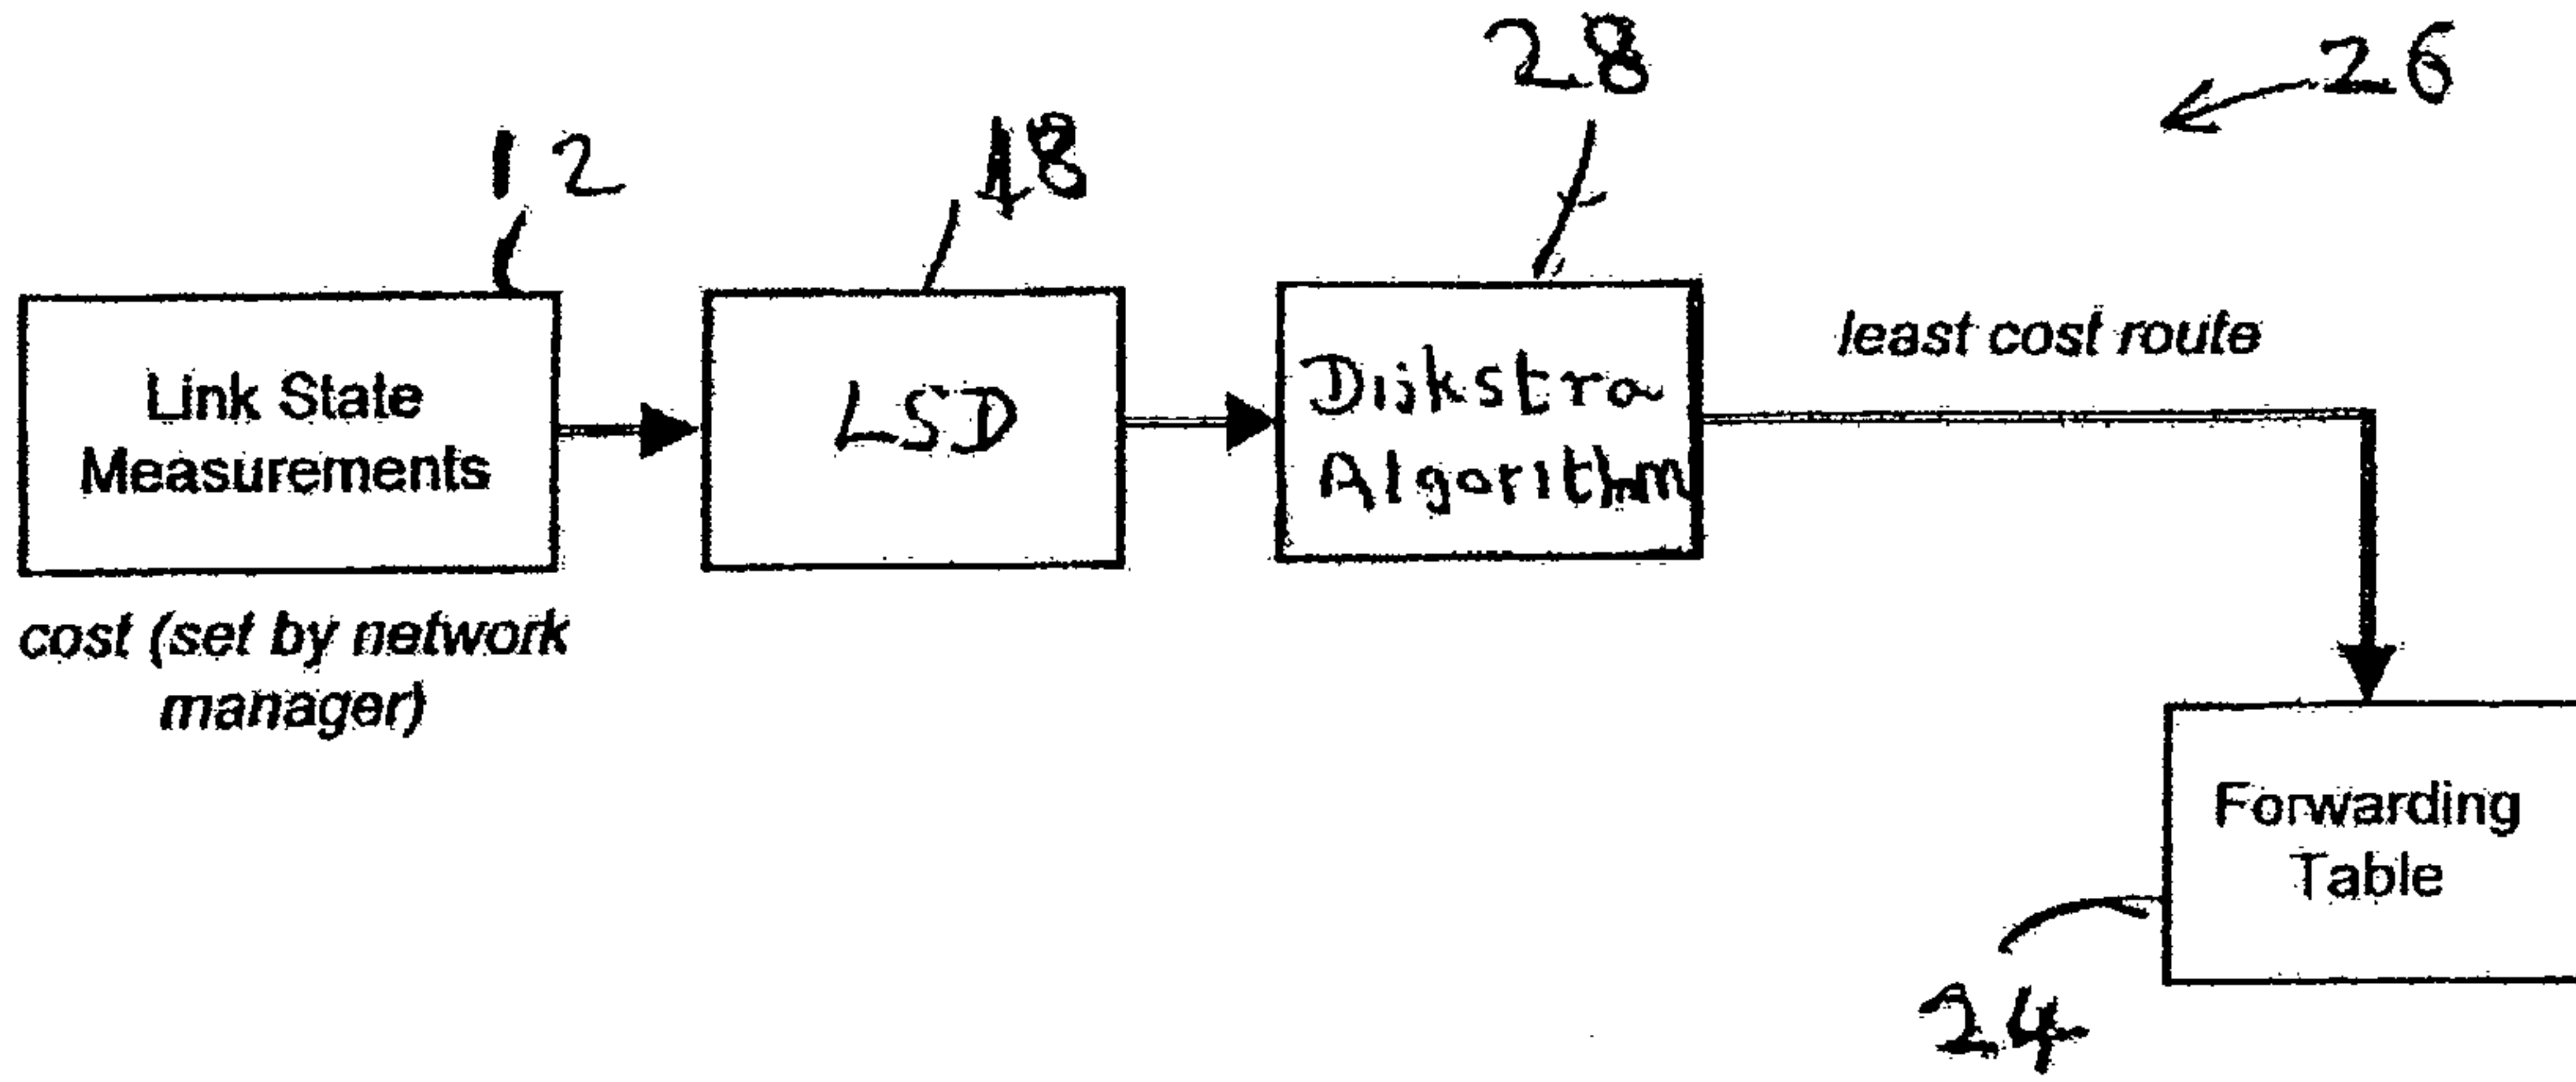 28
26
12
18
Link State
Measurements
LSD
Dijkstra
Algorithm
least cost route
cost (set by network
manager)
Forwarding
Table
24